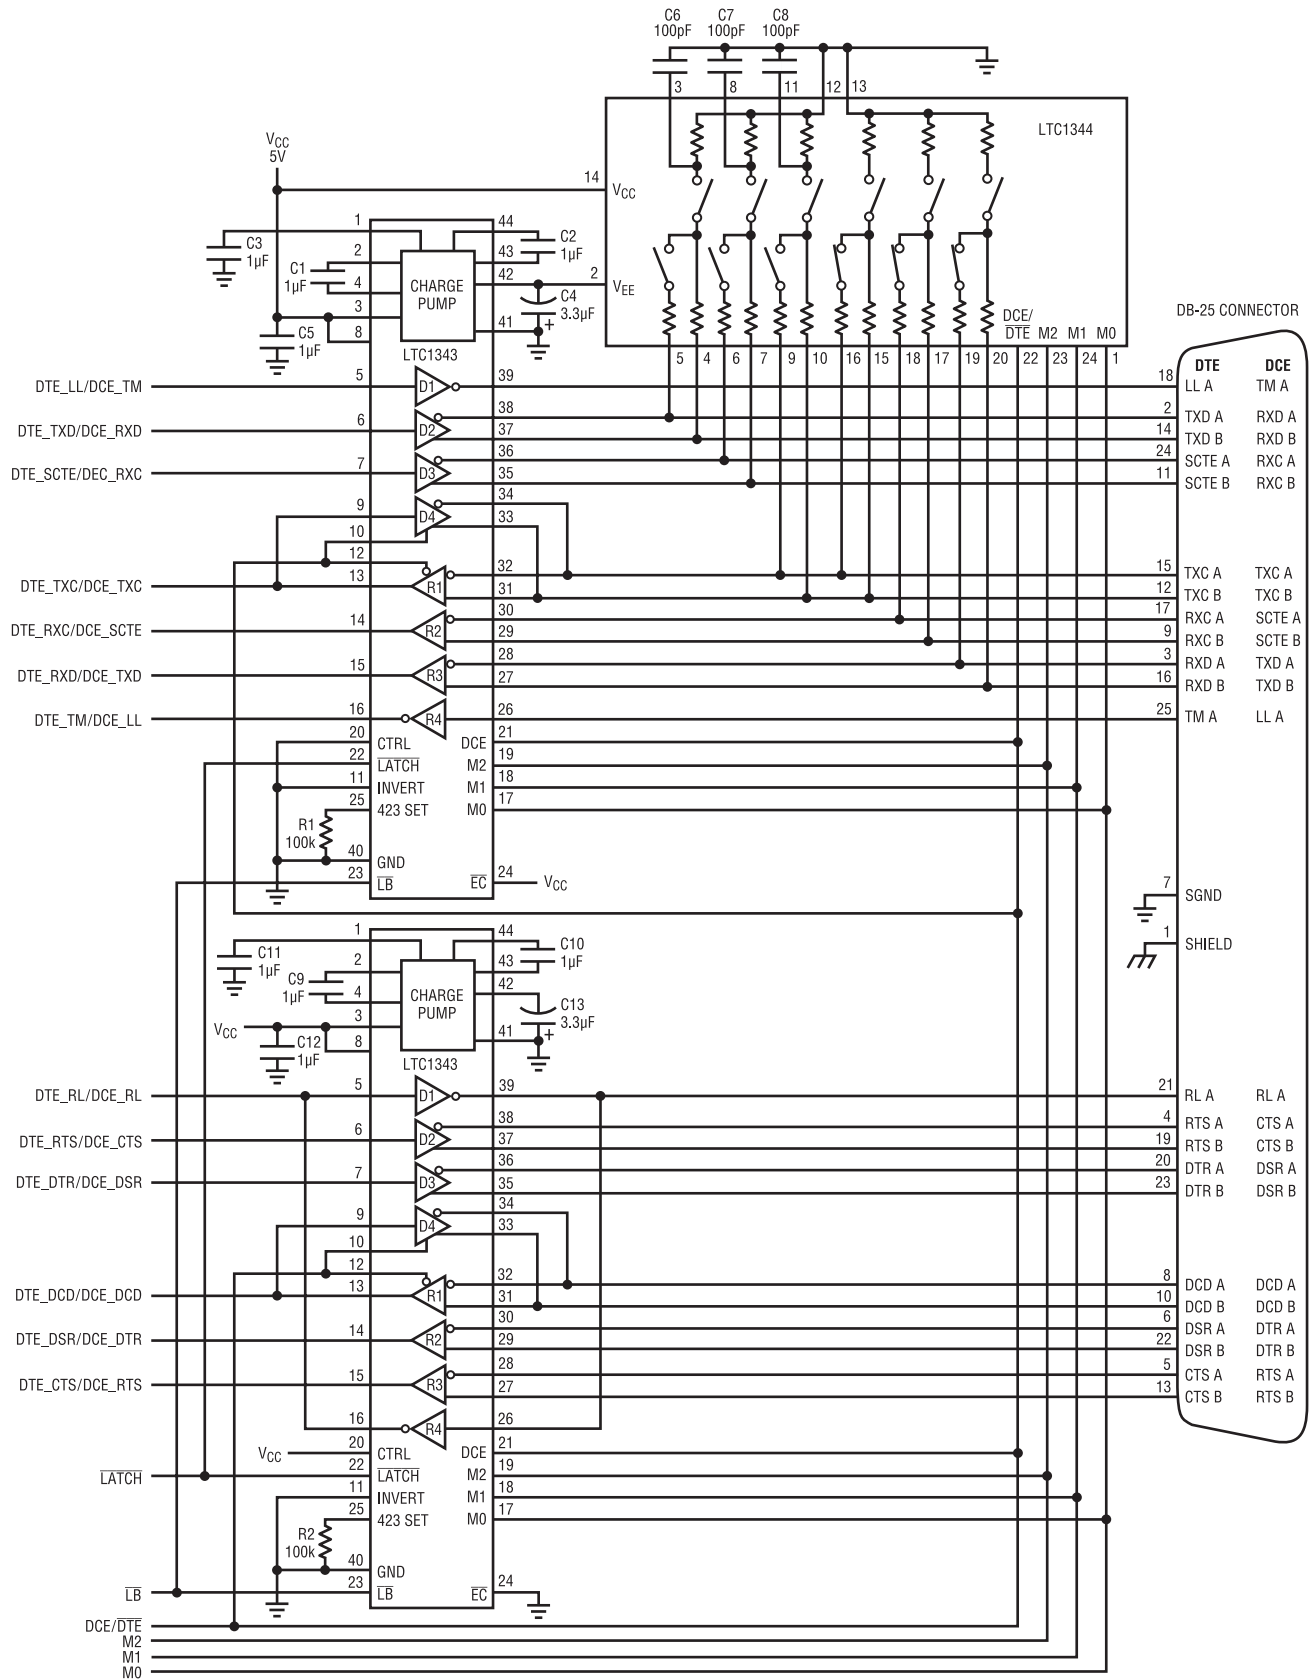 C6 C7 C8
100pF 100pF 100pF
3 8 11 12 13
LTC1344
VCC
5V
14 VCC
1 44
C3 1µF
C2 1µF
2 43
C1 1µF
4 42 2 VEE
CHARGE PUMP
C4 3.3µF
+
3
8 41
C5 1µF
LTC1343
DCE/DTE M2 M1 M0
5 4 6 7 9 10 16 15 18 17 19 20 22 23 24 1
DB-25 CONNECTOR
DTE DCE
DTE_LL/DCE_TM 5 D1 39 18 LL A TM A
38 2 TXD A RXD A
DTE_TXD/DCE_RXD 6 D2 37 14 TXD B RXD B
36 24 SCTE A RXC A
DTE_SCTE/DEC_RXC 7 D3 35 11 SCTE B RXC B
34
9 D4 33
10
12
32 15 TXC A TXC A
DTE_TXC/DCE_TXC 13 R1 31 12 TXC B TXC B
30 17 RXC A SCTE A
DTE_RXC/DCE_SCTE 14 R2 29 9 RXC B SCTE B
28 3 RXD A TXD A
DTE_RXD/DCE_TXD 15 R3 27 16 RXD B TXD B
DTE_TM/DCE_LL 16 R4 26 25 TM A LL A
20 CTRL DCE 21
22 LATCH M2 19
11 INVERT M1 18
25 423 SET M0 17
R1
100k
40 GND
23 LB EC 24 VCC
7 SGND
1 SHIELD
1 44
C11 1µF
C10 1µF
2 43
C9 1µF
4 42
CHARGE PUMP
C13 3.3µF
+
VCC 3
8 41
C12 1µF
LTC1343
DTE_RL/DCE_RL 5 D1 39 21 RL A RL A
38 4 RTS A CTS A
DTE_RTS/DCE_CTS 6 D2 37 19 RTS B CTS B
36 20 DTR A DSR A
DTE_DTR/DCE_DSR 7 D3 35 23 DTR B DSR B
34
9 D4 33
10
12
32 8 DCD A DCD A
DTE_DCD/DCE_DCD 13 R1 31 10 DCD B DCD B
30 6 DSR A DTR A
DTE_DSR/DCE_DTR 14 R2 29 22 DSR B DTR B
28 5 CTS A RTS A
DTE_CTS/DCE_RTS 15 R3 27 13 CTS B RTS B
16 R4 26
VCC 20 CTRL DCE 21
LATCH 22 LATCH M2 19
11 INVERT M1 18
25 423 SET M0 17
R2
100k
40 GND
LB 23 LB EC 24
DCE/DTE
M2
M1
M0